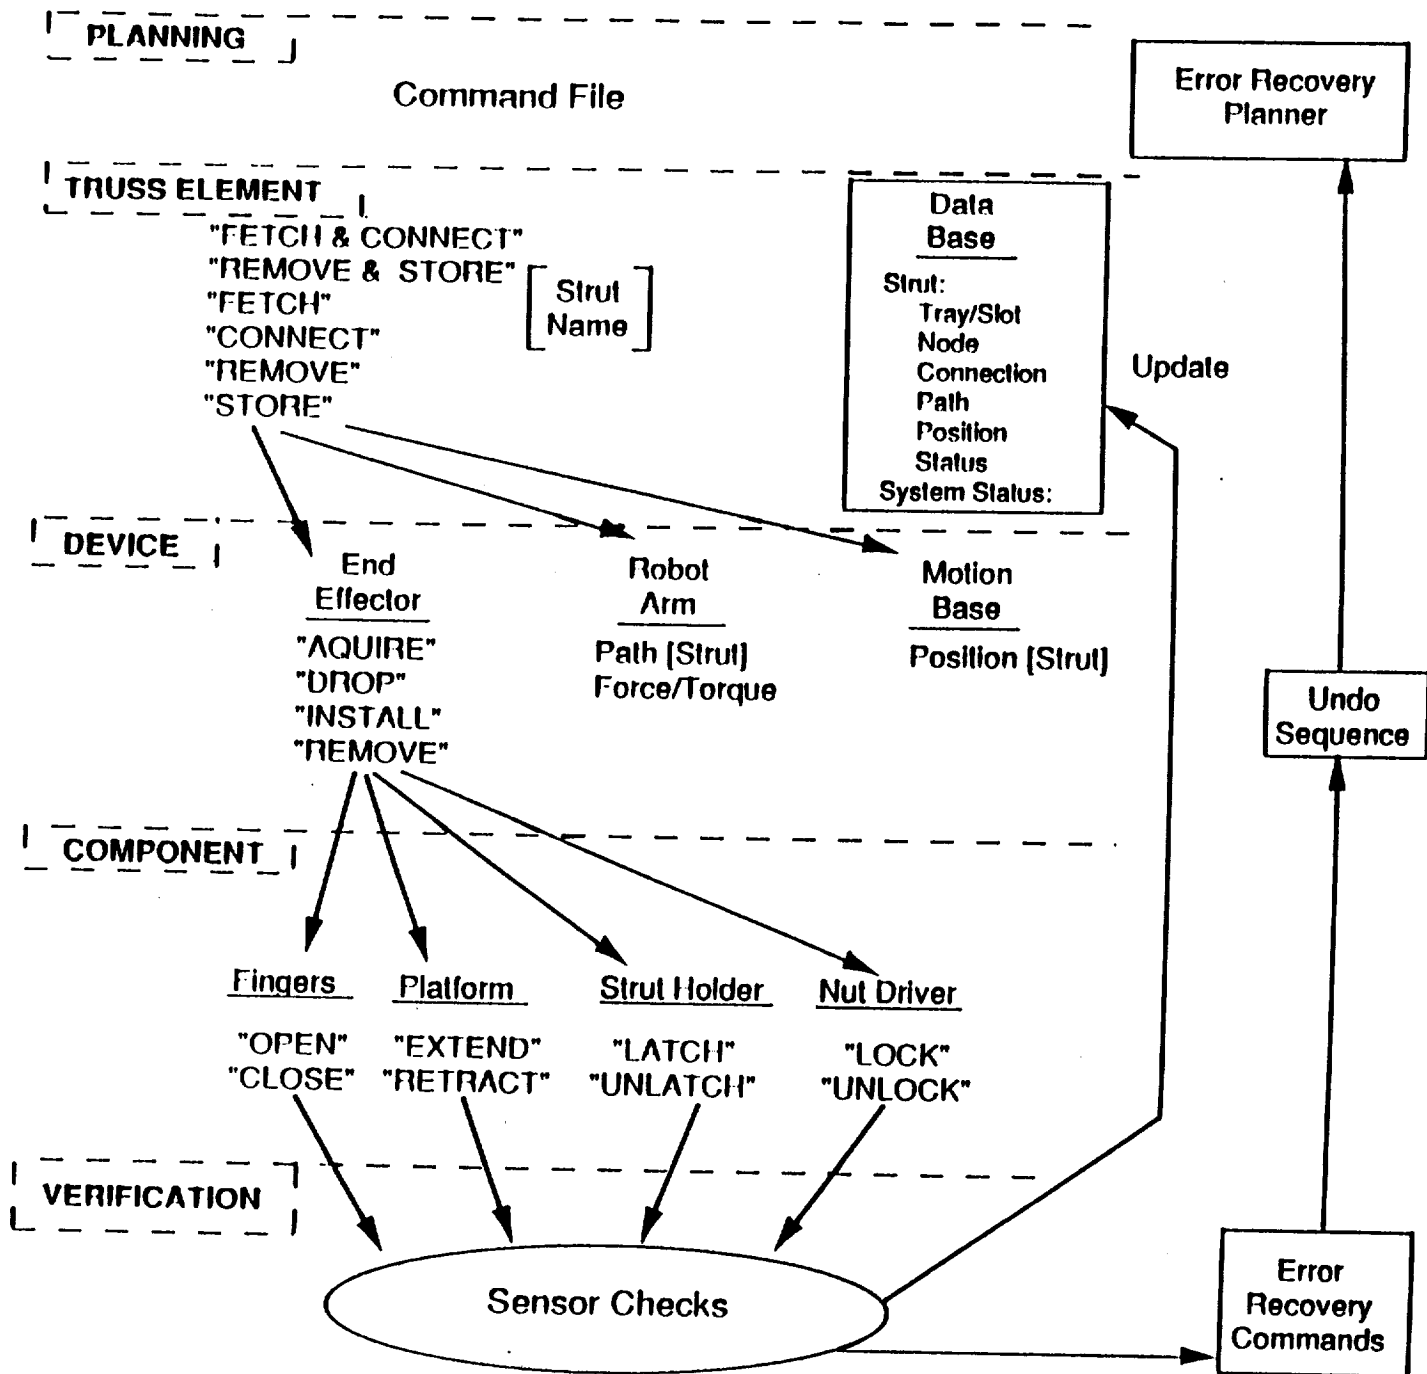 PLANNING
Command File
Error Recovery
Planner
TRUSS ELEMENT
"FETCH & CONNECT"
"REMOVE & STORE"
"FETCH"
"CONNECT"
"REMOVE"
"STORE"
Strut
Name
Data
Base
Strut:
Tray/Slot
Node
Connection
Path
Position
Status
System Status:
Update
DEVICE
End
Effector
"AQUIRE"
"DROP"
"INSTALL"
"REMOVE"
Robot
Arm
Path [Strut]
Force/Torque
Motion
Base
Position [Strut]
Undo
Sequence
COMPONENT
Fingers
"OPEN"
"CLOSE"
Platform
"EXTEND"
"RETRACT"
Strut Holder
"LATCH"
"UNLATCH"
Nut Driver
"LOCK"
"UNLOCK"
VERIFICATION
Sensor Checks
Error
Recovery
Commands